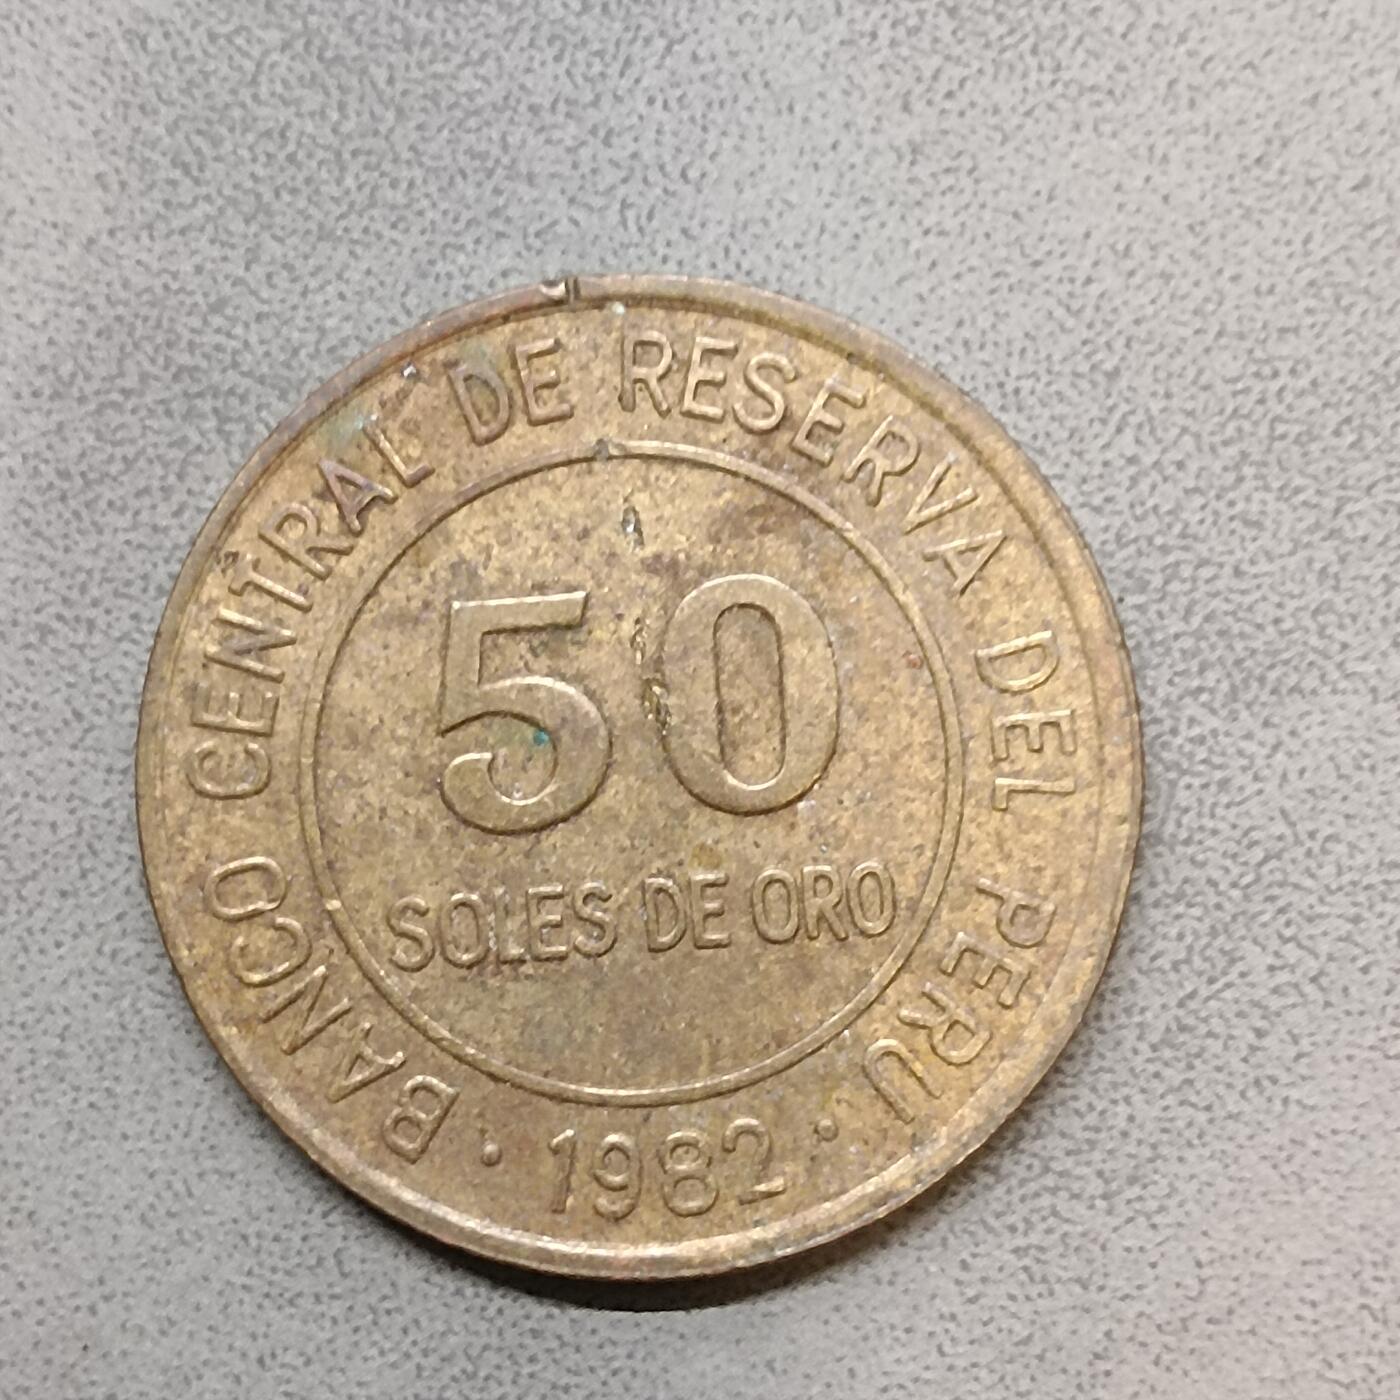 BANCO CENTRAL DE RESERVA DEL PERU
50
SOLES DE ORO
· 1982 ·